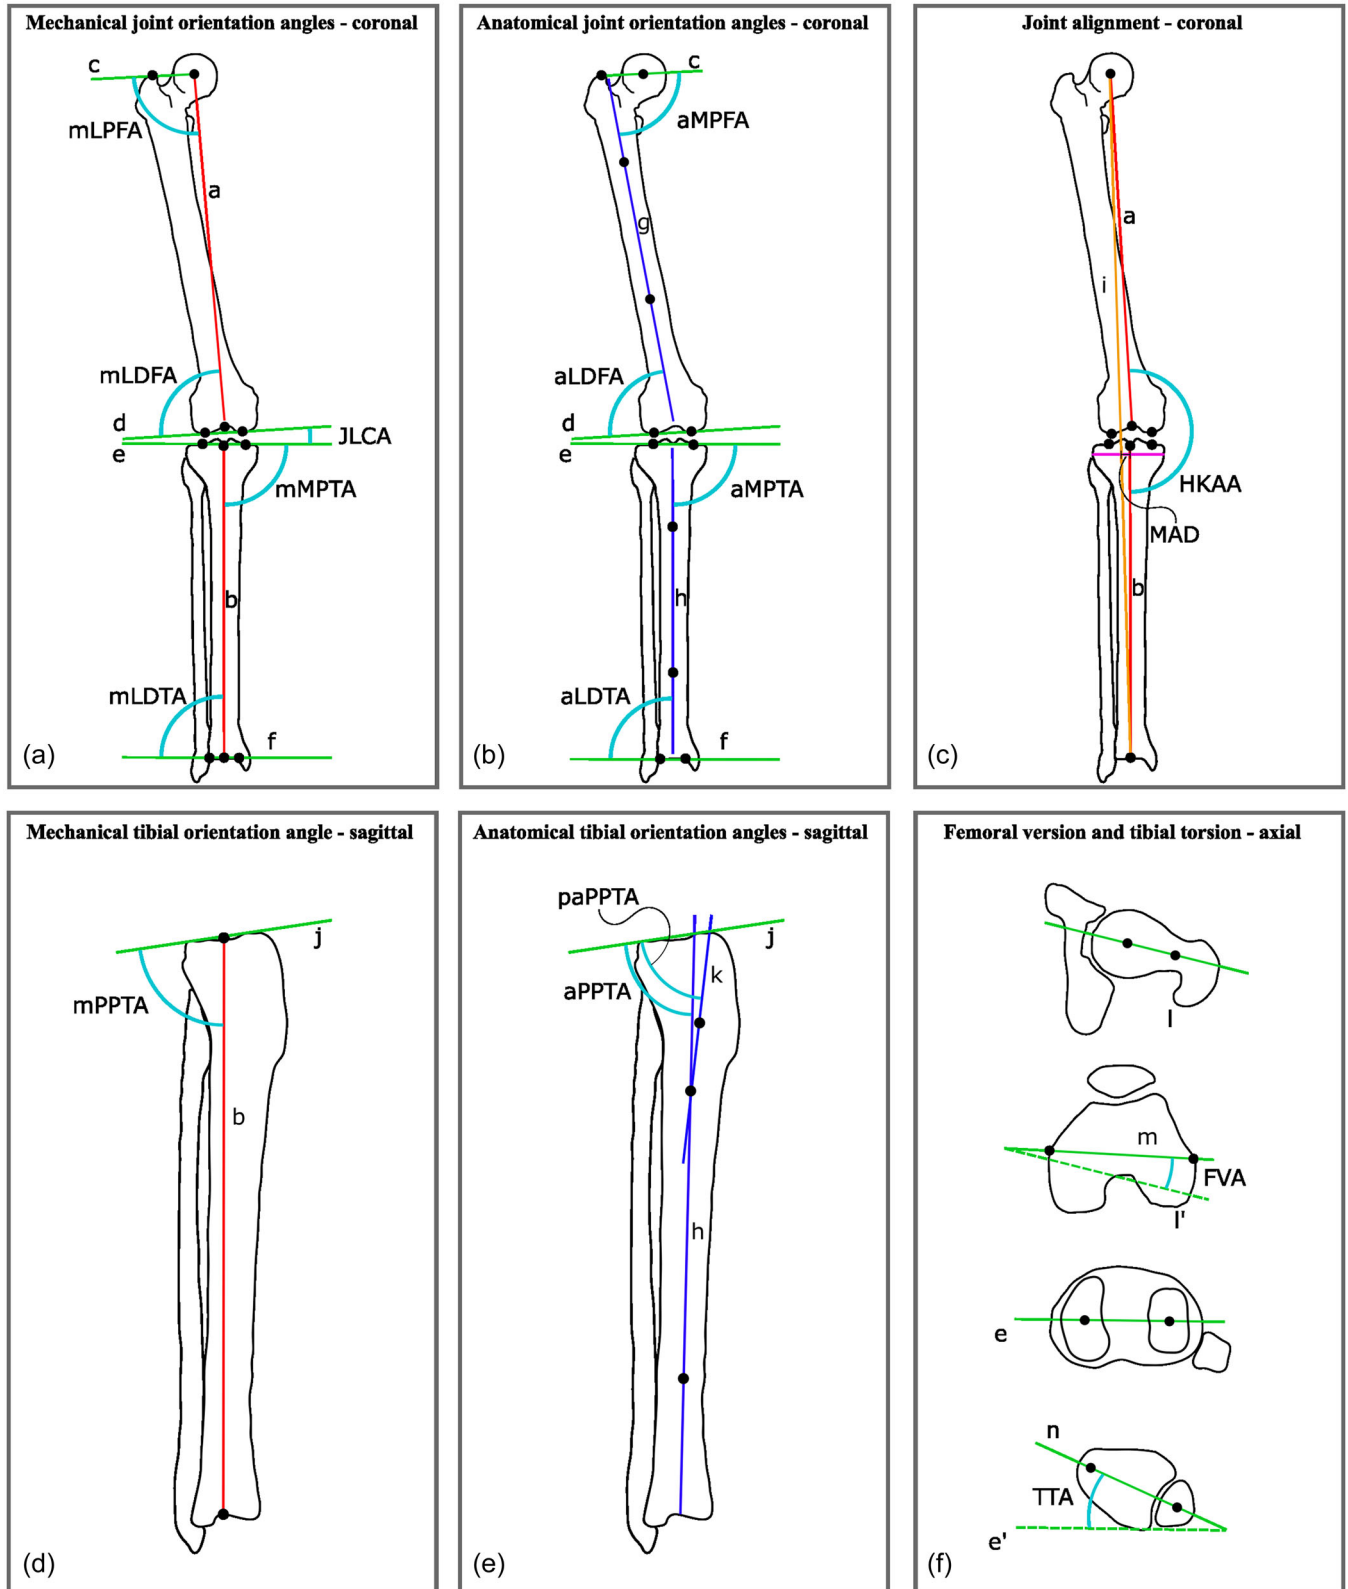 Mechanical joint orientation angles - coronal
c
mLPFA
a
mLDFA
d
JLCA
e
mMPTA
b
mLDTA
f
(a)
Anatomical joint orientation angles - coronal
c
aMPFA
g
aLDFA
d
e
aMPTA
h
aLDTA
f
(b)
Joint alignment - coronal
a
i
HKAA
MAD
b
(c)
Mechanical tibial orientation angle - sagittal
j
mPPTA
b
(d)
Anatomical tibial orientation angles - sagittal
paPPTA
j
k
aPPTA
h
(e)
Femoral version and tibial torsion - axial
l
m
FVA
l'
e
n
TTA
e'
(f)